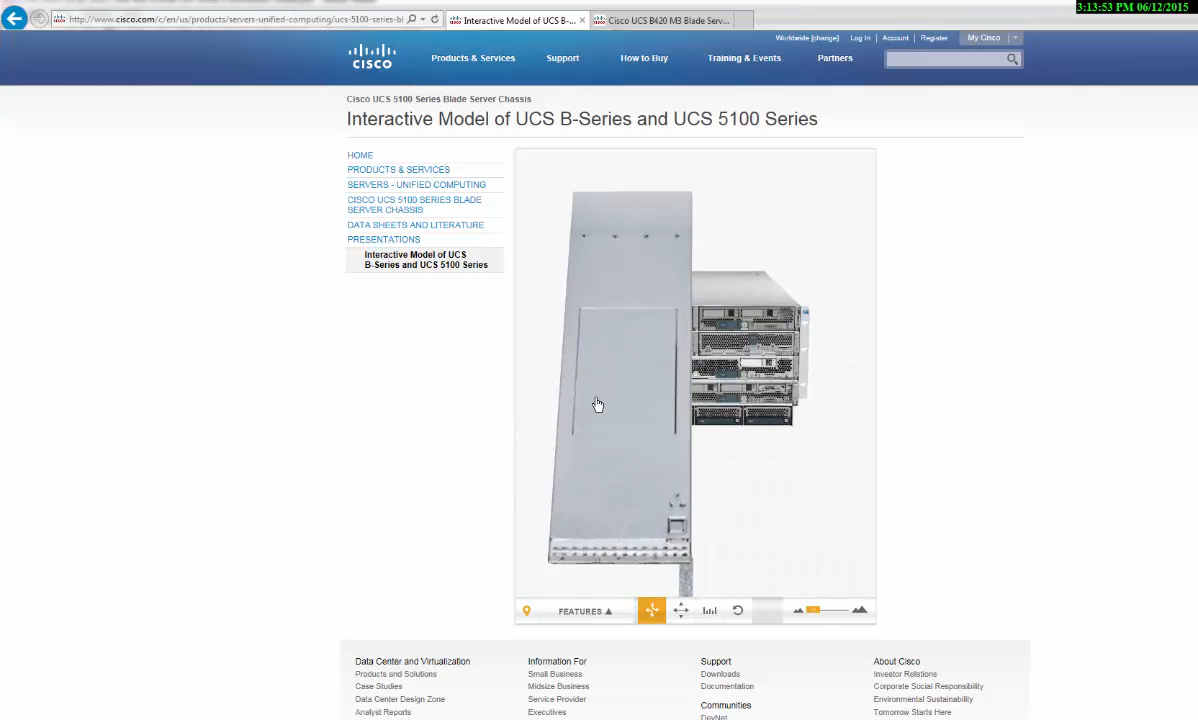 3:13:53 PM 06/12/2015
http://www.cisco.com/c/en/us/products/servers-unified-computing/ucs-5100-series-bl
Interactive Model of UCS B-...
Cisco UCS B420 M3 Blade Serv...
Worldwide [change] Log In | Account | Register My Cisco
CISCO
Products & Services Support How to Buy Training & Events Partners
Cisco UCS 5100 Series Blade Server Chassis
Interactive Model of UCS B-Series and UCS 5100 Series
HOME
PRODUCTS & SERVICES
SERVERS - UNIFIED COMPUTING
CISCO UCS 5100 SERIES BLADE
SERVER CHASSIS
DATA SHEETS AND LITERATURE
PRESENTATIONS
Interactive Model of UCS
B-Series and UCS 5100 Series
FEATURES
Data Center and Virtualization
Products and Solutions
Case Studies
Data Center Design Zone
Analyst Reports
Information For
Small Business
Midsize Business
Service Provider
Executives
Support
Downloads
Documentation
Communities
DevNet
About Cisco
Investor Relations
Corporate Social Responsibility
Environmental Sustainability
Tomorrow Starts Here